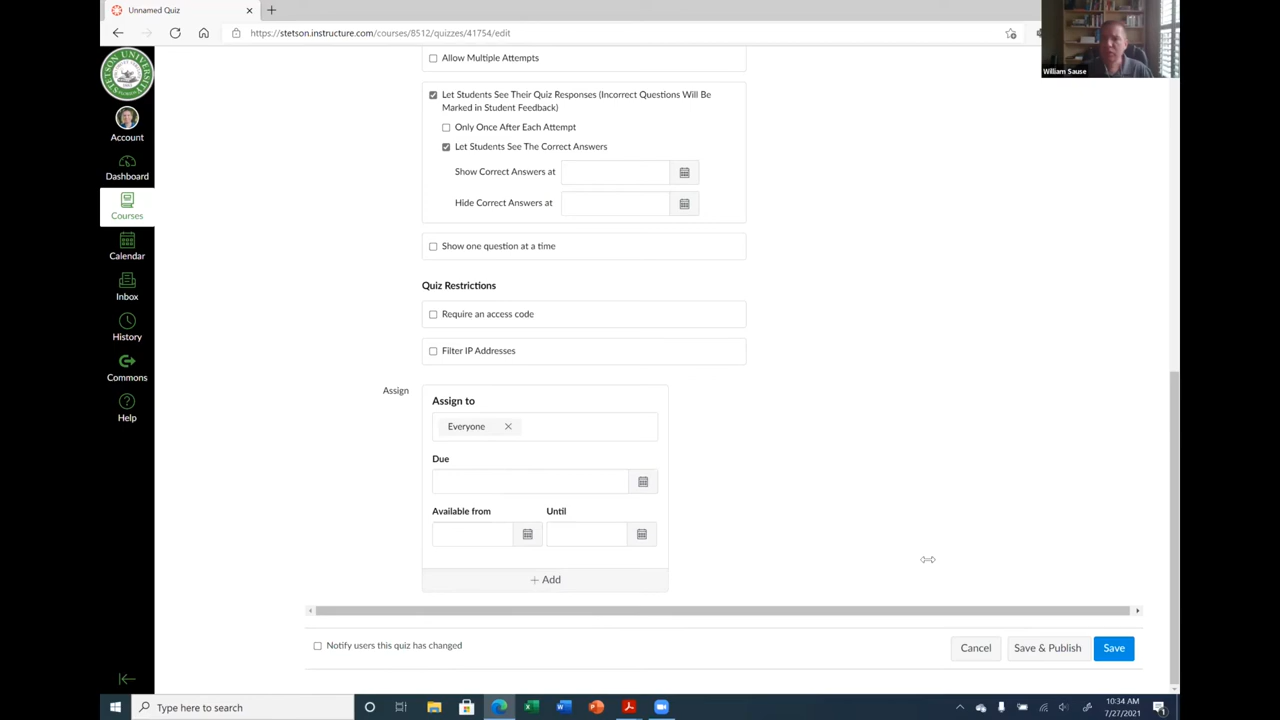 Unnamed Quiz
https://stetson.instructure.com/courses/8512/quizzes/41754/edit
William Sause
STETSON UNIVERSITY
Account
Dashboard
Courses
Calendar
Inbox
History
Commons
Help
Allow Multiple Attempts
Let Students See Their Quiz Responses (Incorrect Questions Will Be
Marked in Student Feedback)
Only Once After Each Attempt
Let Students See The Correct Answers
Show Correct Answers at
Hide Correct Answers at
Show one question at a time
Quiz Restrictions
Require an access code
Filter IP Addresses
Assign
Assign to
Everyone
Due
Available from Until
+ Add
Notify users this quiz has changed
Cancel Save & Publish Save
Type here to search
10:34 AM
7/27/2021